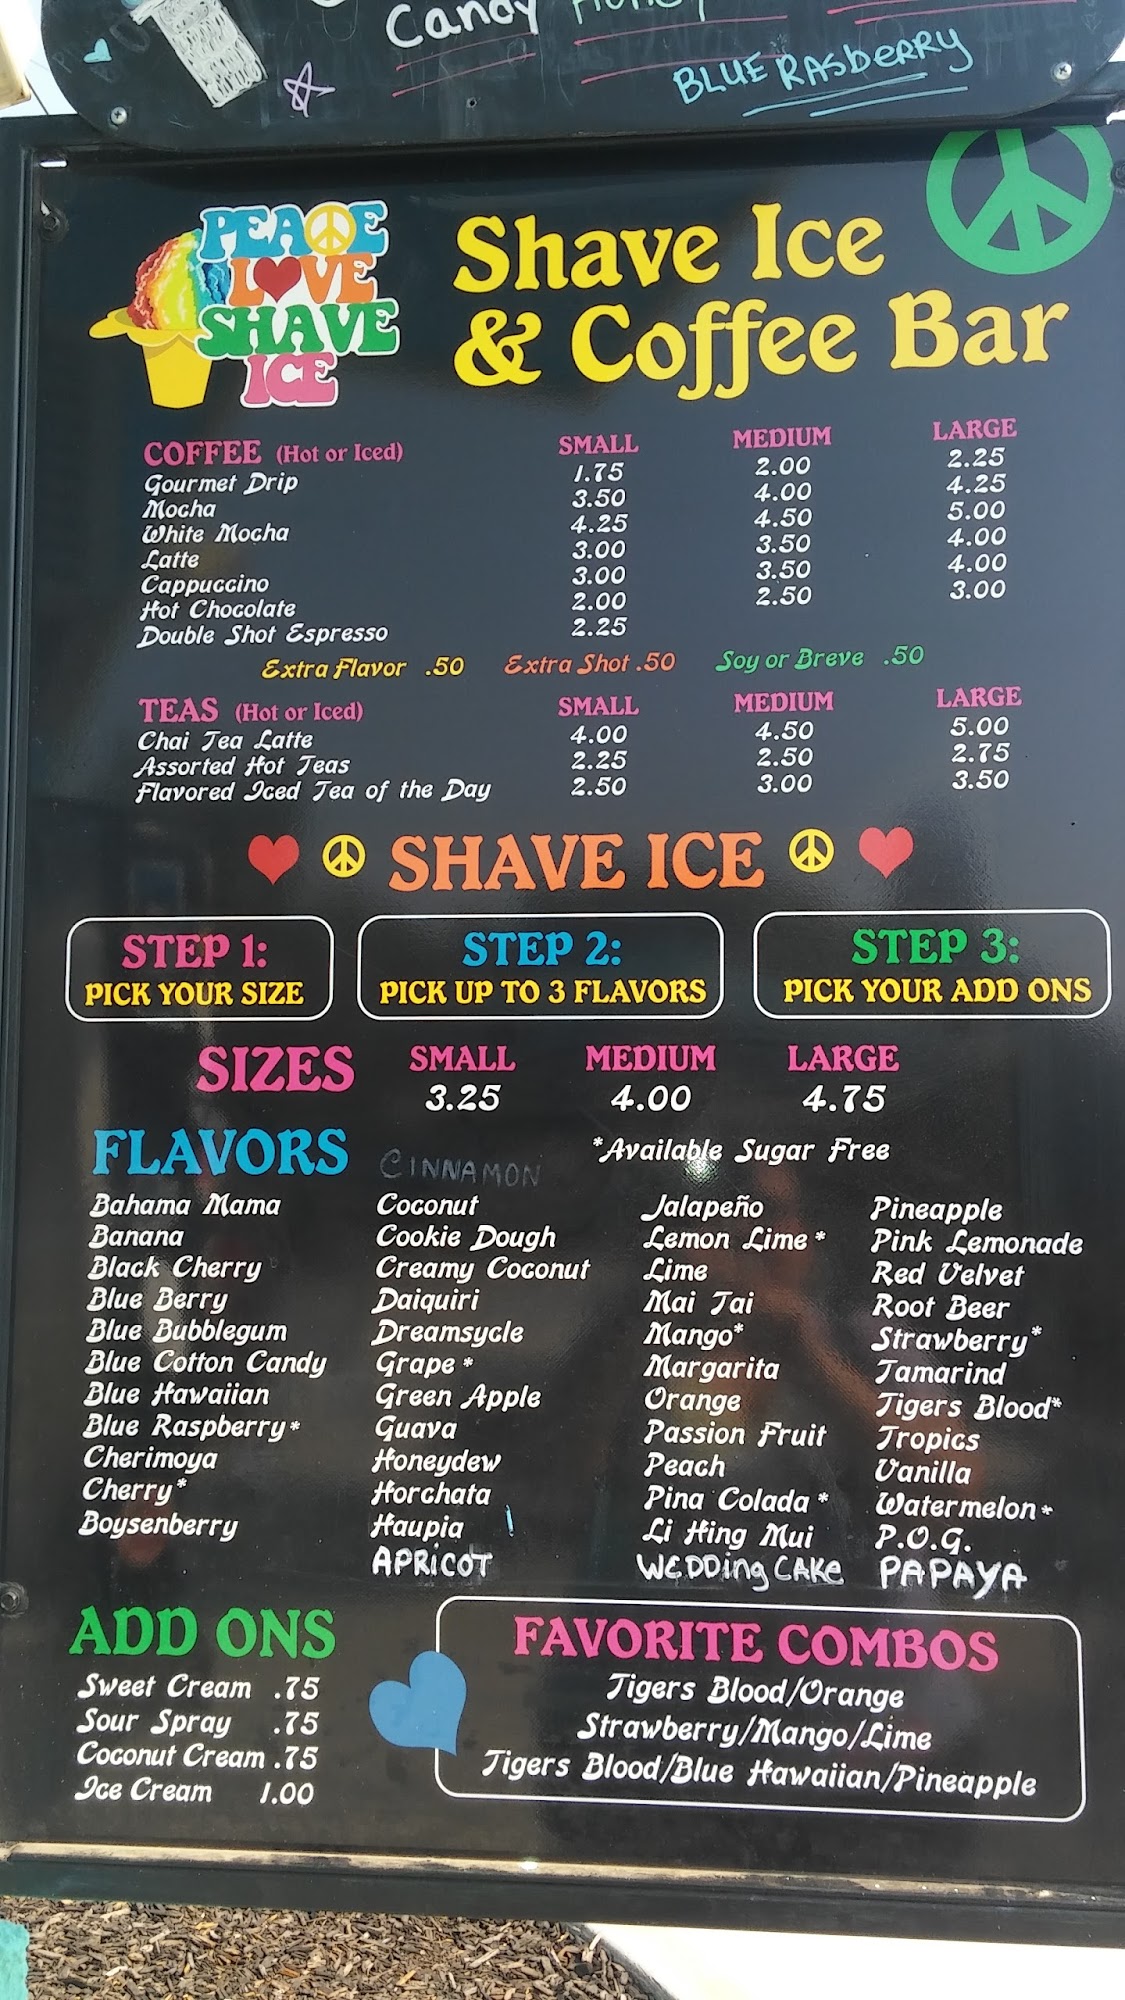 Candy
BLUE RASbERRY
PEACE
LOVE
SHAVE
ICE
Shave Ice
& Coffee Bar
COFFEE (Hot or Iced) SMALL MEDIUM LARGE
Gourmet Drip 1.75 2.00 2.25
Mocha 3.50 4.00 4.25
White Mocha 4.25 4.50 5.00
Latte 3.00 3.50 4.00
Cappuccino 3.00 3.50 4.00
Hot Chocolate 2.00 2.50 3.00
Double Shot Espresso 2.25
Extra Flavor .50 Extra Shot .50 Soy or Breve .50
TEAS (Hot or Iced) SMALL MEDIUM LARGE
Chai Tea Latte 4.00 4.50 5.00
Assorted Hot Teas 2.25 2.50 2.75
Flavored Iced Tea of the Day 2.50 3.00 3.50
SHAVE ICE
STEP 1: STEP 2: STEP 3:
PICK YOUR SIZE PICK UP TO 3 FLAVORS PICK YOUR ADD ONS
SIZES SMALL MEDIUM LARGE
3.25 4.00 4.75
FLAVORS CINNAMON *Available Sugar Free
Bahama Mama Coconut Jalapeño Pineapple
Banana Cookie Dough Lemon Lime* Pink Lemonade
Black Cherry Creamy Coconut Lime Red Velvet
Blue Berry Daiquiri Mai Tai Root Beer
Blue Bubblegum Dreamsycle Mango* Strawberry*
Blue Cotton Candy Grape* Margarita Tamarind
Blue Hawaiian Green Apple Orange Tigers Blood*
Blue Raspberry* Guava Passion Fruit Tropics
Cherimoya Honeydew Peach Vanilla
Cherry* Horchata Pina Colada* Watermelon*
Boysenberry Haupia Li Hing Mui P.O.G.
APRiCOT WEDDing CAKe PAPAYA
ADD ONS
Sweet Cream .75
Sour Spray .75
Coconut Cream .75
Ice Cream 1.00
FAVORITE COMBOS
Tigers Blood/Orange
Strawberry/Mango/Lime
Tigers Blood/Blue Hawaiian/Pineapple